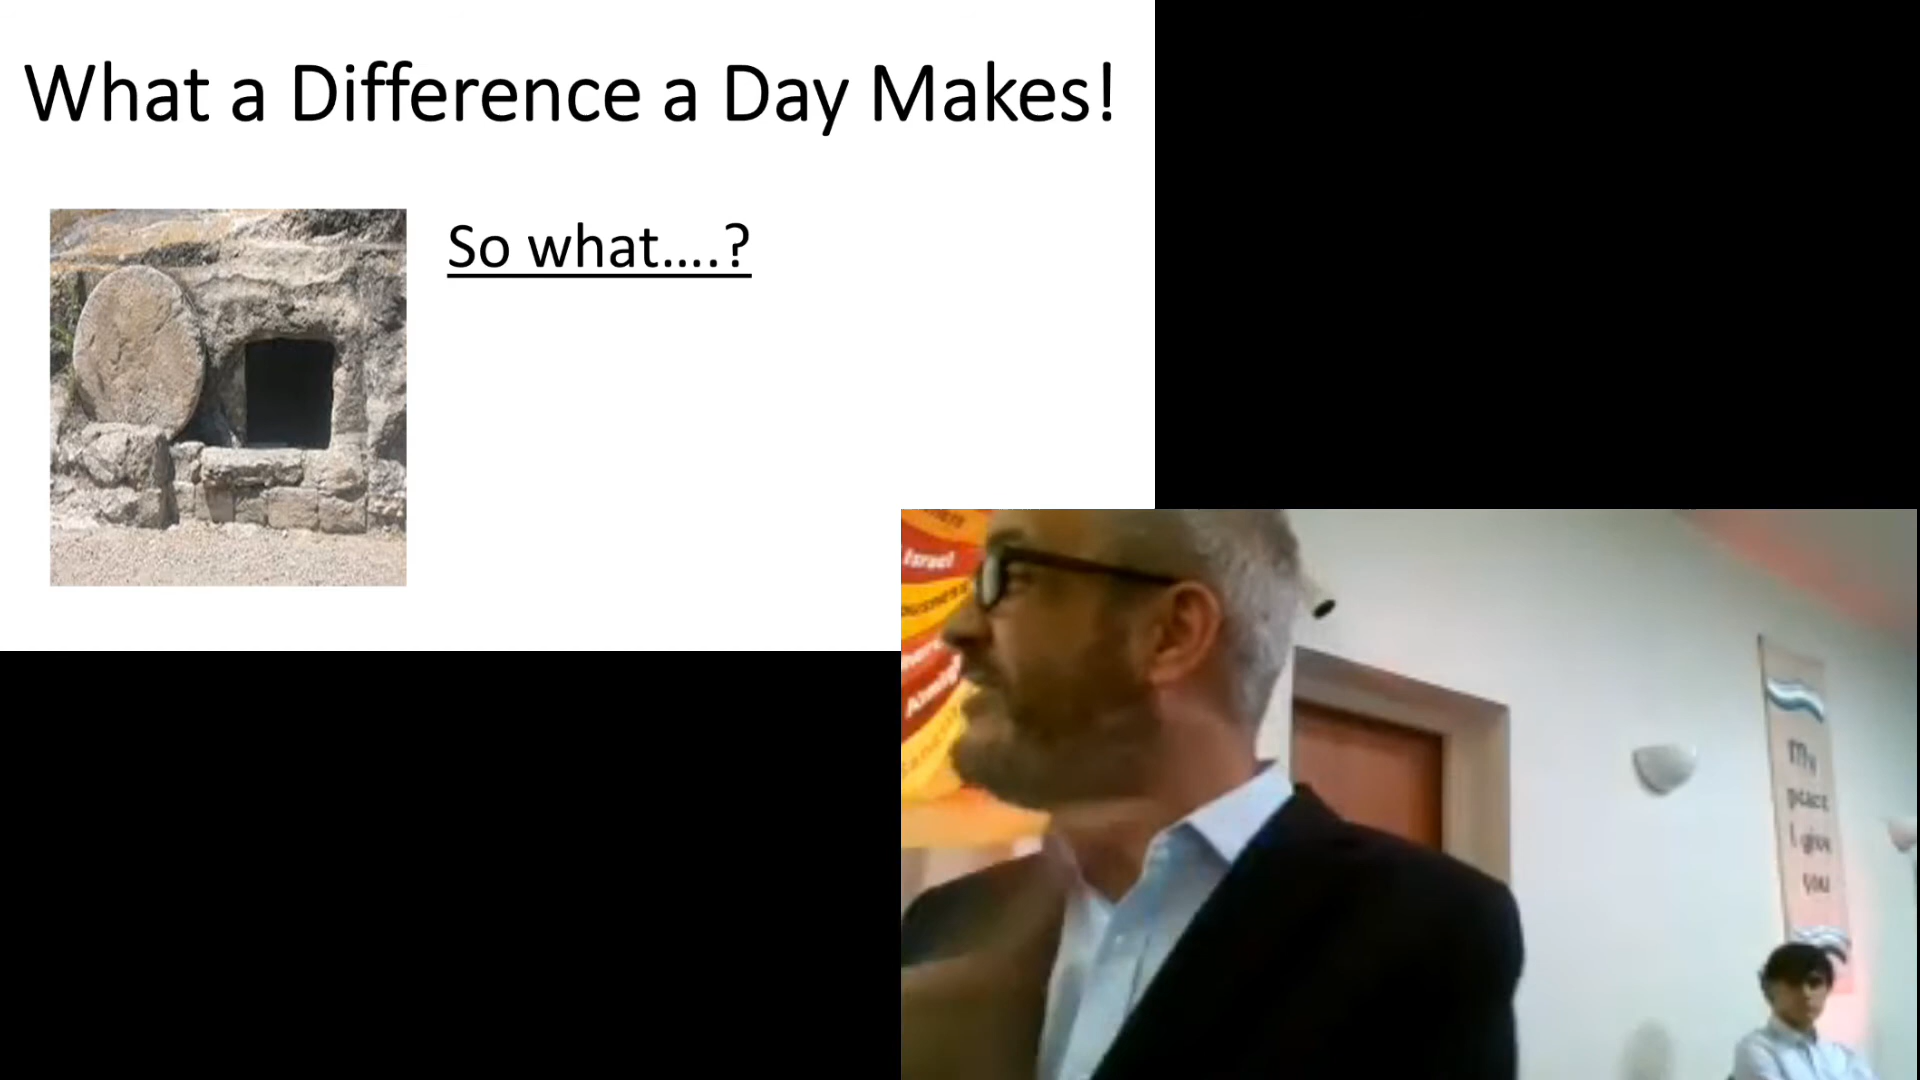 What a Difference a Day Makes!
So what....?
Israel
My
peace
I give
you